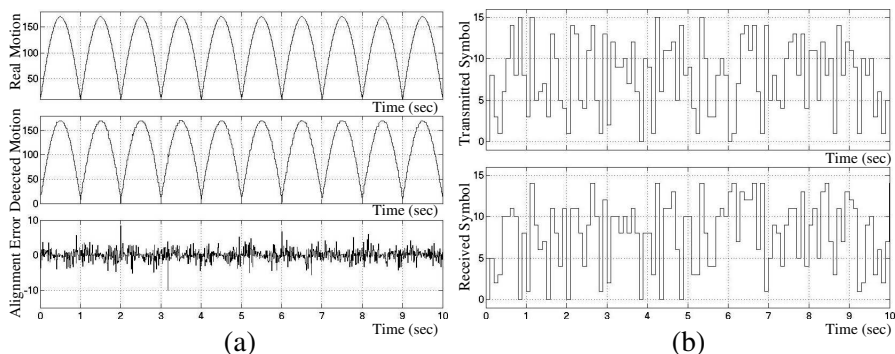 Real Motion
150
100
50
Time (sec)
Detected Motion
150
100
50
0
Time (sec)
Alignment Error
10
0
-10
0 1 2 3 4 5 6 7 8 9 10
Time (sec)
(a)
Transmitted Symbol
15
10
5
0
Time (sec)
Received Symbol
15
10
5
0
0 1 2 3 4 5 6 7 8 9 10
Time (sec)
(b)